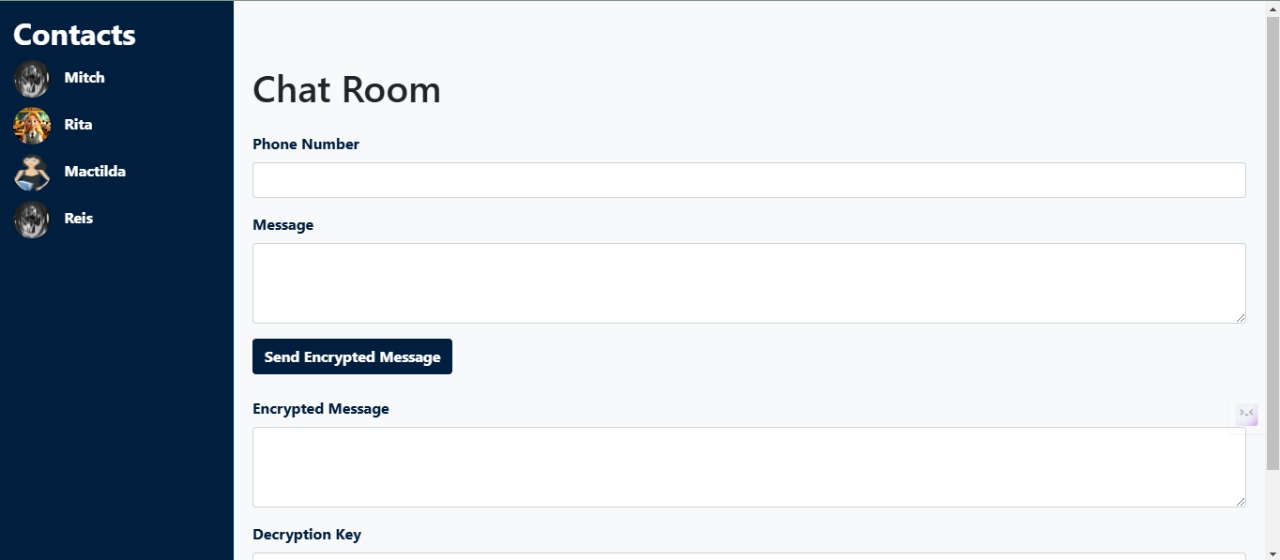 Contacts
Mitch
Rita
Mactilda
Reis
Chat Room
Phone Number
Message
Send Encrypted Message
Encrypted Message
Decryption Key